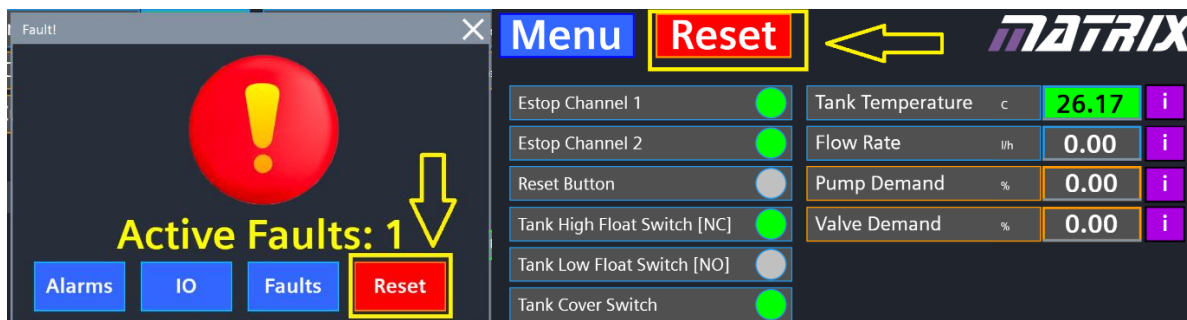 Fault!
Active Faults: 1
Alarms
IO
Faults
Reset
Menu
Reset
MATRIX
Estop Channel 1
Estop Channel 2
Reset Button
Tank High Float Switch [NC]
Tank Low Float Switch [NO]
Tank Cover Switch
Tank Temperature C 26.17 i
Flow Rate l/h 0.00 i
Pump Demand % 0.00 i
Valve Demand % 0.00 i